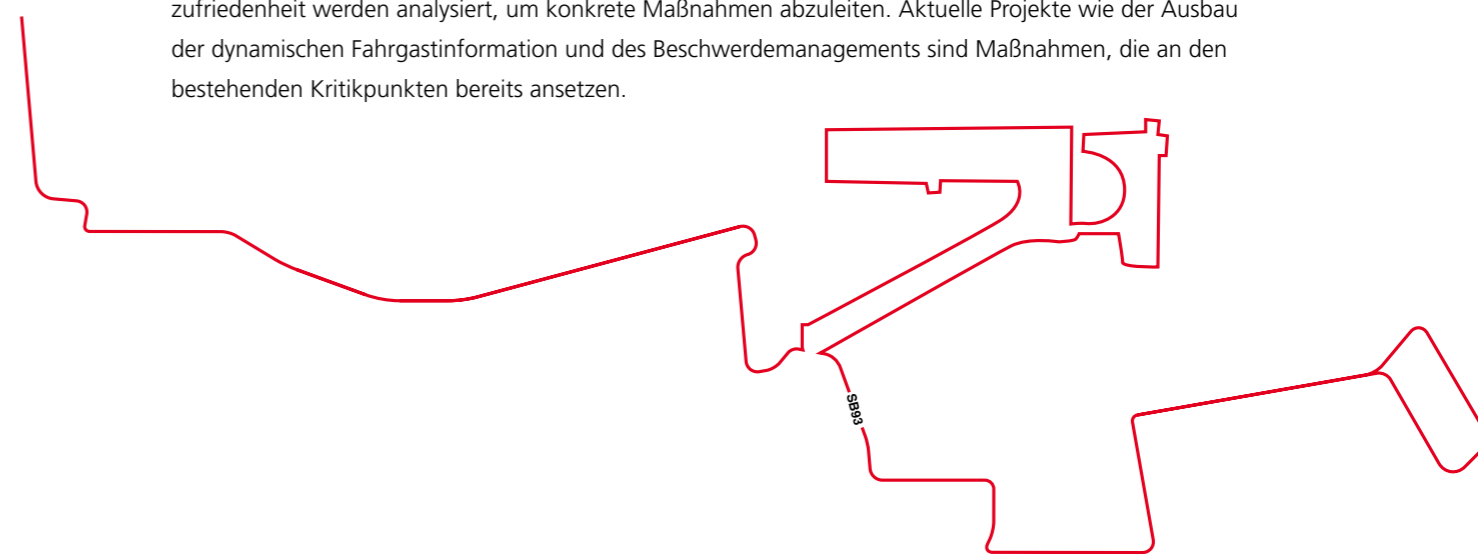 zufriedenheit werden analysiert, um konkrete Maßnahmen abzuleiten. Aktuelle Projekte wie der Ausbau
der dynamischen Fahrgastinformation und des Beschwerdemanagements sind Maßnahmen, die an den
bestehenden Kritikpunkten bereits ansetzen.
SB93